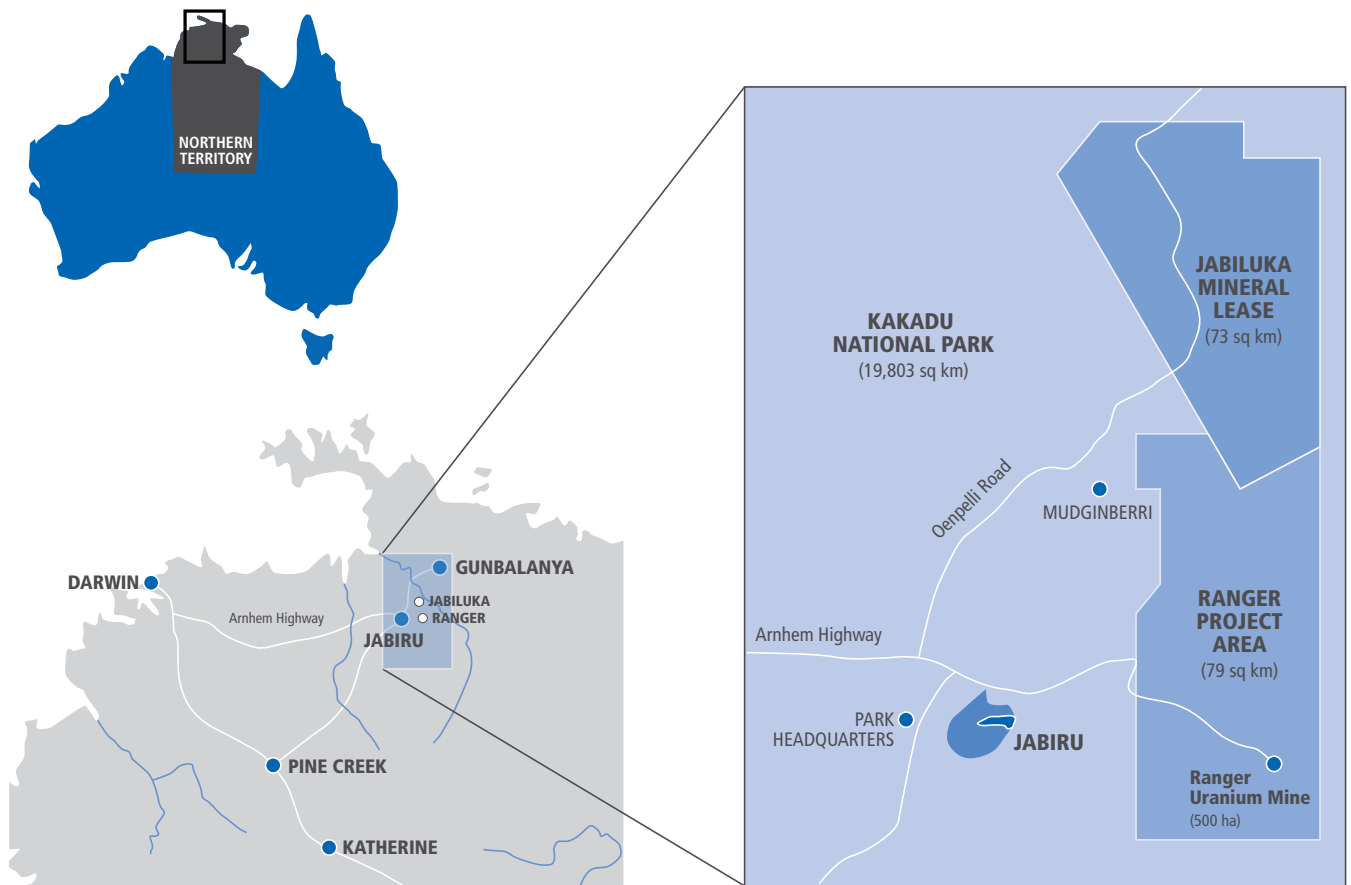 NORTHERN
TERRITORY
DARWIN
Arnhem Highway
GUNBALANYA
JABILUKA
RANGER
JABIRU
PINE CREEK
KATHERINE
KAKADU
NATIONAL PARK
(19,803 sq km)
JABILUKA
MINERAL
LEASE
(73 sq km)
Oenpelli Road
MUDGINBERRI
Arnhem Highway
RANGER
PROJECT
AREA
(79 sq km)
PARK
HEADQUARTERS
JABIRU
Ranger
Uranium Mine
(500 ha)